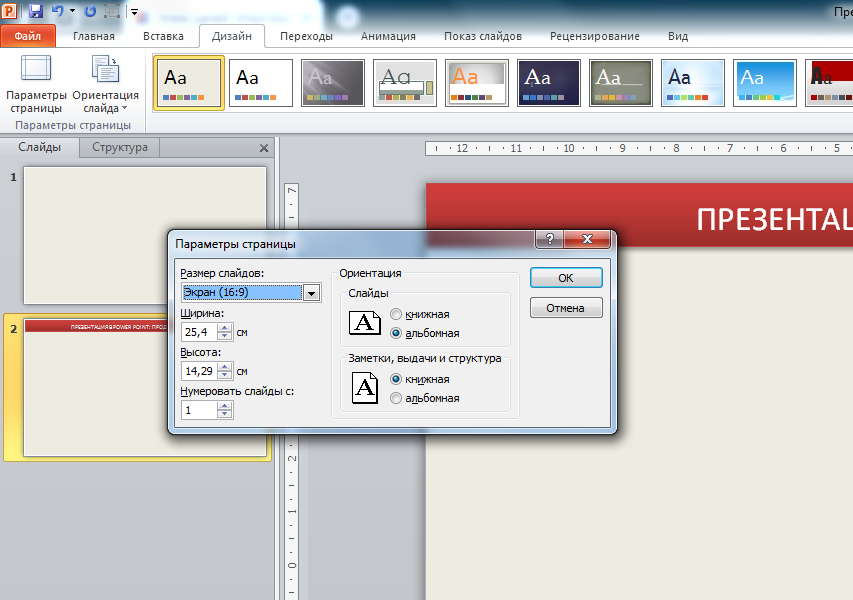 Пре
Файл Главная Вставка Дизайн Переходы Анимация Показ слайдов Рецензирование Вид
Параметры страницы
Ориентация слайда
Параметры страницы
Aa Aa Aa Aa Aa Aa Aa Aa Aa Aa
Слайды Структура
12 11 10 9 8 7 6 5
1
7
ПРЕЗЕНТАЦ
Параметры страницы
?
Размер слайдов:
Экран (16:9)
Ширина:
25,4 см
Высота:
14,29 см
Нумеровать слайды с:
1
Ориентация
Слайды
A
книжная
альбомная
Заметки, выдачи и структура
A
книжная
альбомная
ОК
Отмена
2
ПРЕЗЕНТАЦИЯ В POWER POINT: ПРОД
2
1
0